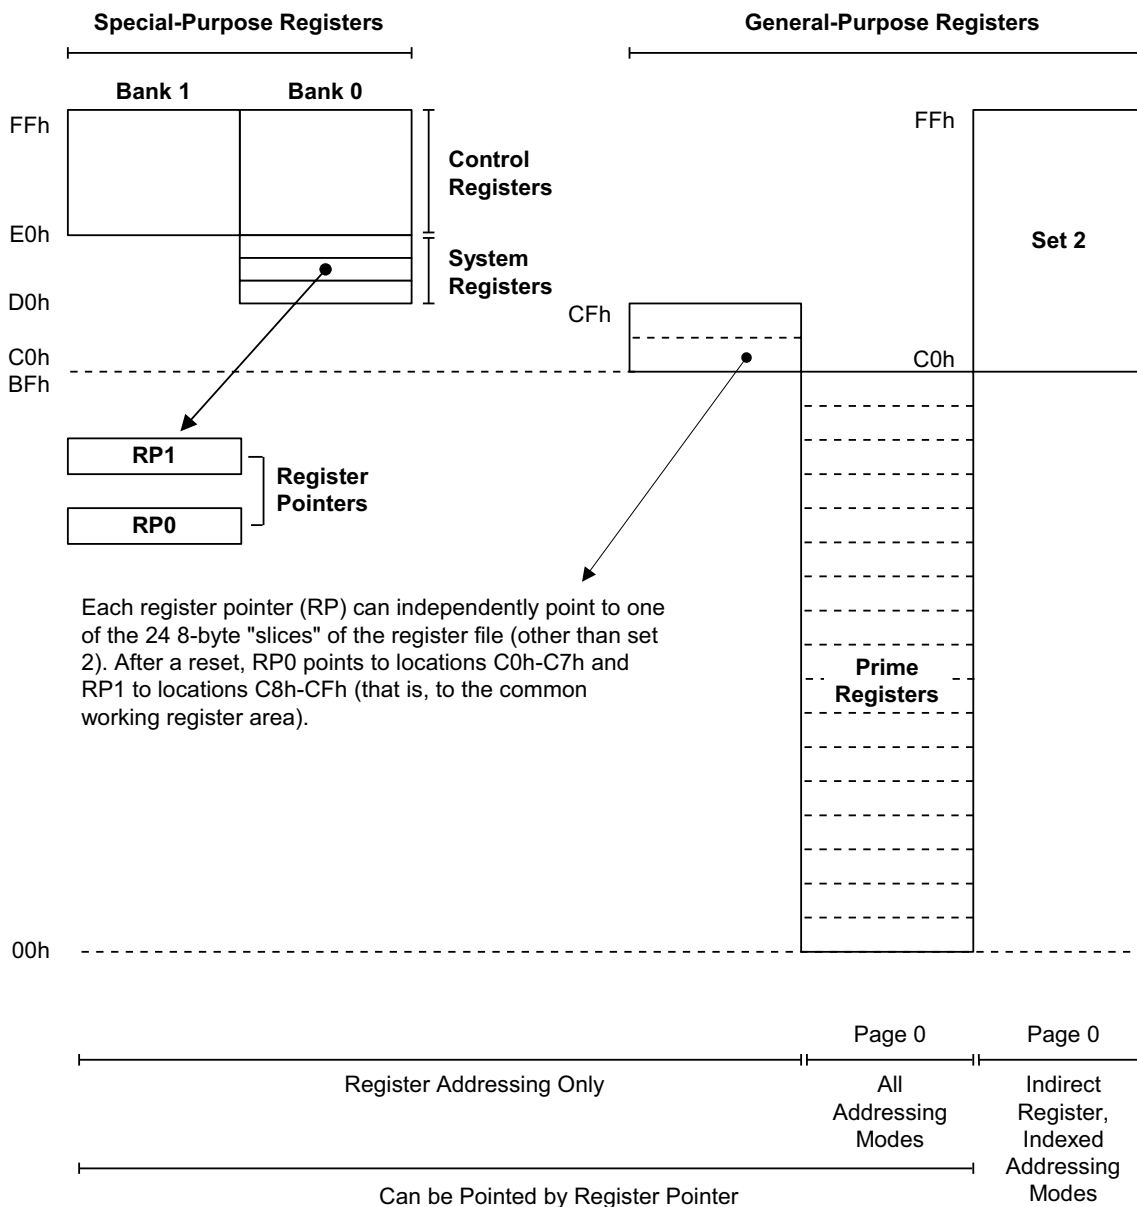 Special-Purpose Registers
General-Purpose Registers
Bank 1
Bank 0
FFh
Control
Registers
E0h
System
Registers
D0h
C0h
BFh
FFh
Set 2
CFh
C0h
RP1
RP0
Register
Pointers
Each register pointer (RP) can independently point to one
of the 24 8-byte "slices" of the register file (other than set
2). After a reset, RP0 points to locations C0h-C7h and
RP1 to locations C8h-CFh (that is, to the common
working register area).
Prime
Registers
00h
Page 0
Page 0
Register Addressing Only
All
Addressing
Modes
Indirect
Register,
Indexed
Addressing
Modes
Can be Pointed by Register Pointer